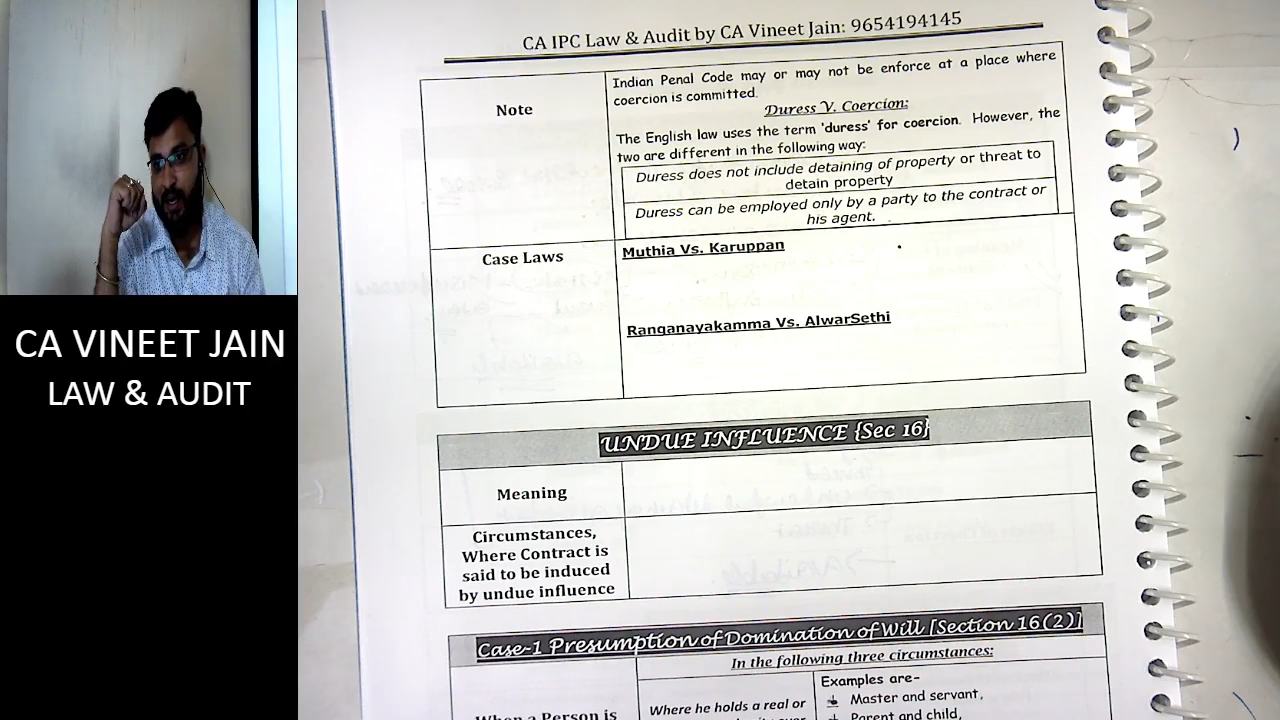 CA VINEET JAIN
LAW & AUDIT
CA IPC Law & Audit by CA Vineet Jain: 9654194145
Note
Indian Penal Code may or may not be enforce at a place where
coercion is committed.
Duress V. Coercion:
The English law uses the term 'duress' for coercion. However, the
two are different in the following way:
Duress does not include detaining of property or threat to
detain property
Duress can be employed only by a party to the contract or
his agent.
Case Laws
Muthia Vs. Karuppan
Ranganayakamma Vs. AlwarSethi
UNDUE INFLUENCE {Sec 16}
Meaning
Circumstances,
Where Contract is
said to be induced
by undue influence
Case-1 Presumption of Domination of Will [Section 16(2)]
In the following three circumstances:
When a Person is
Where he holds a real or
Examples are-
Master and servant,
Parent and child,